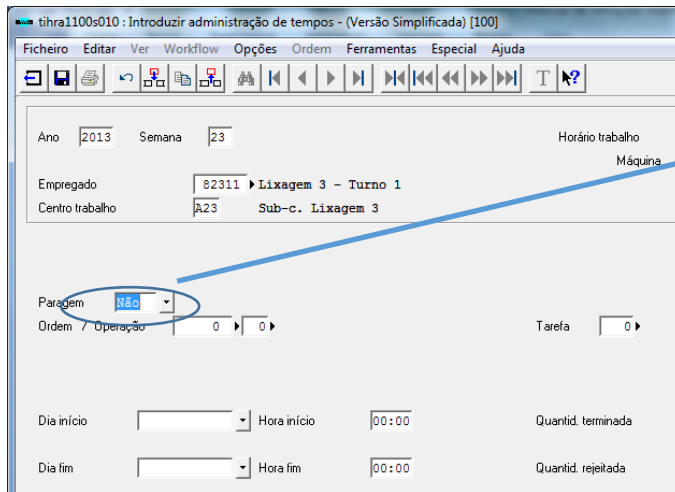 tihra1100s010 : Introduzir administração de tempos - (Versão Simplificada) [100]
Ficheiro Editar Ver Workflow Opções Ordem Ferramentas Especial Ajuda
T ?
Ano 2013 Semana 23 Horário trabalho
Máquina
Empregado 82311 Lixagem 3 - Turno 1
Centro trabalho A23 Sub-c. Lixagem 3
Paragem Não
Ordem / Operação 0 0 Tarefa 0
Dia início Hora início 00:00 Quantid. terminada
Dia fim Hora fim 00:00 Quantid. rejeitada